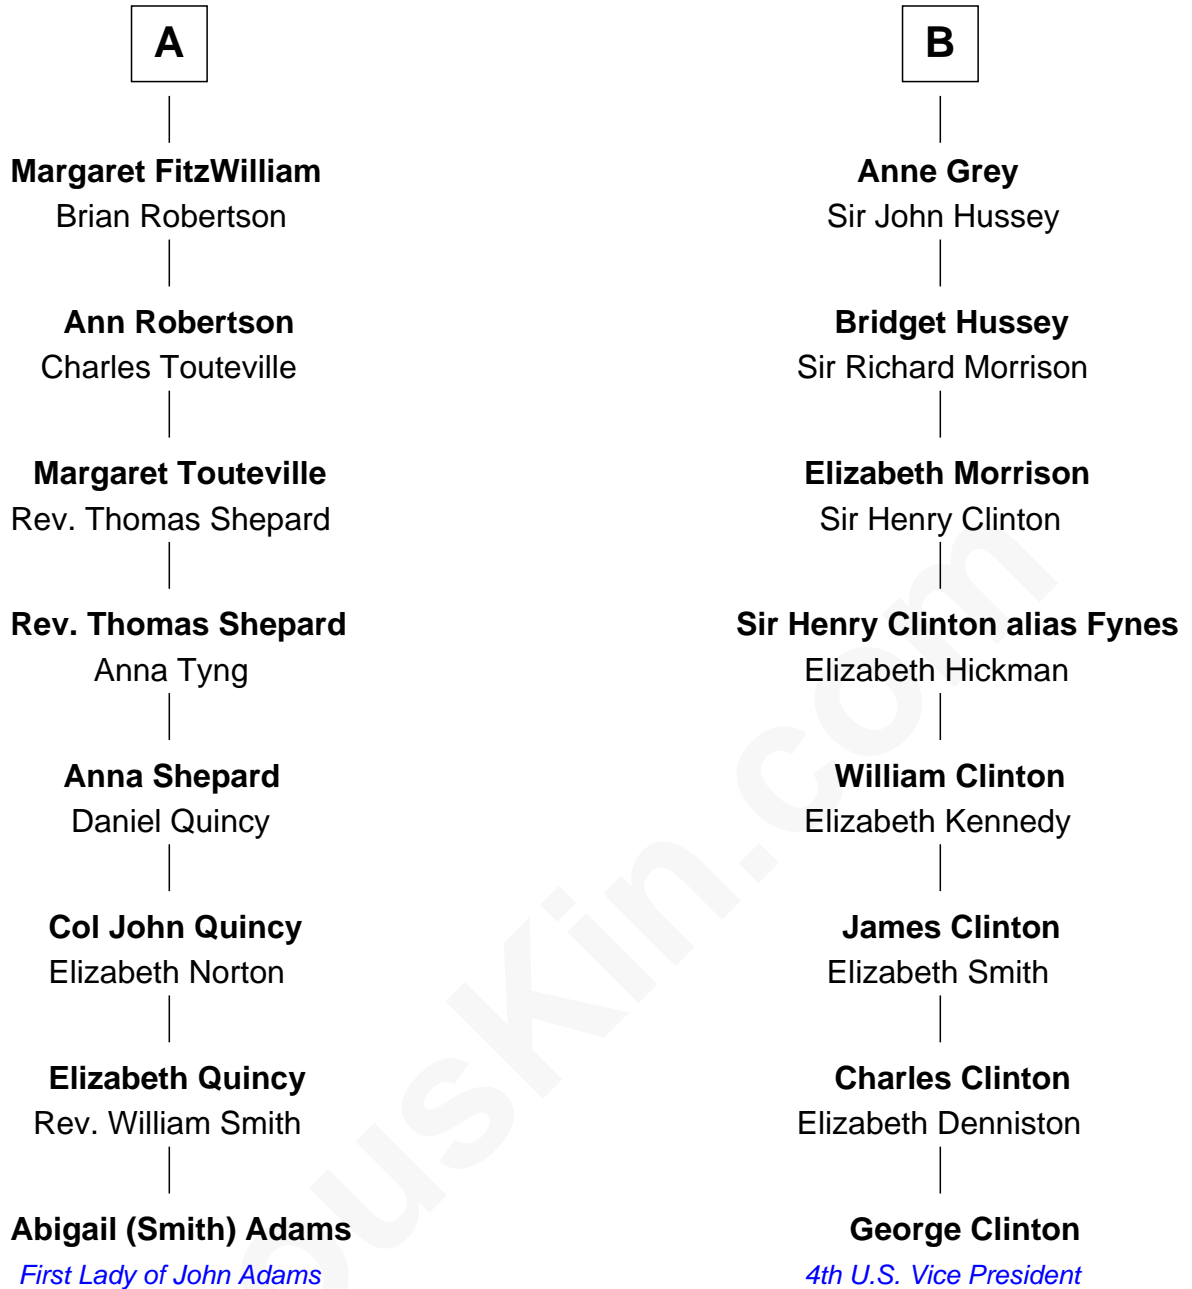 A
Margaret FitzWilliam
Brian Robertson
Ann Robertson
Charles Touteville
Margaret Touteville
Rev. Thomas Shepard
Rev. Thomas Shepard
Anna Tyng
Anna Shepard
Daniel Quincy
Col John Quincy
Elizabeth Norton
Elizabeth Quincy
Rev. William Smith
Abigail (Smith) Adams
First Lady of John Adams
B
Anne Grey
Sir John Hussey
Bridget Hussey
Sir Richard Morrison
Elizabeth Morrison
Sir Henry Clinton
Sir Henry Clinton alias Fynes
Elizabeth Hickman
William Clinton
Elizabeth Kennedy
James Clinton
Elizabeth Smith
Charles Clinton
Elizabeth Denniston
George Clinton
4th U.S. Vice President
ousKin.com